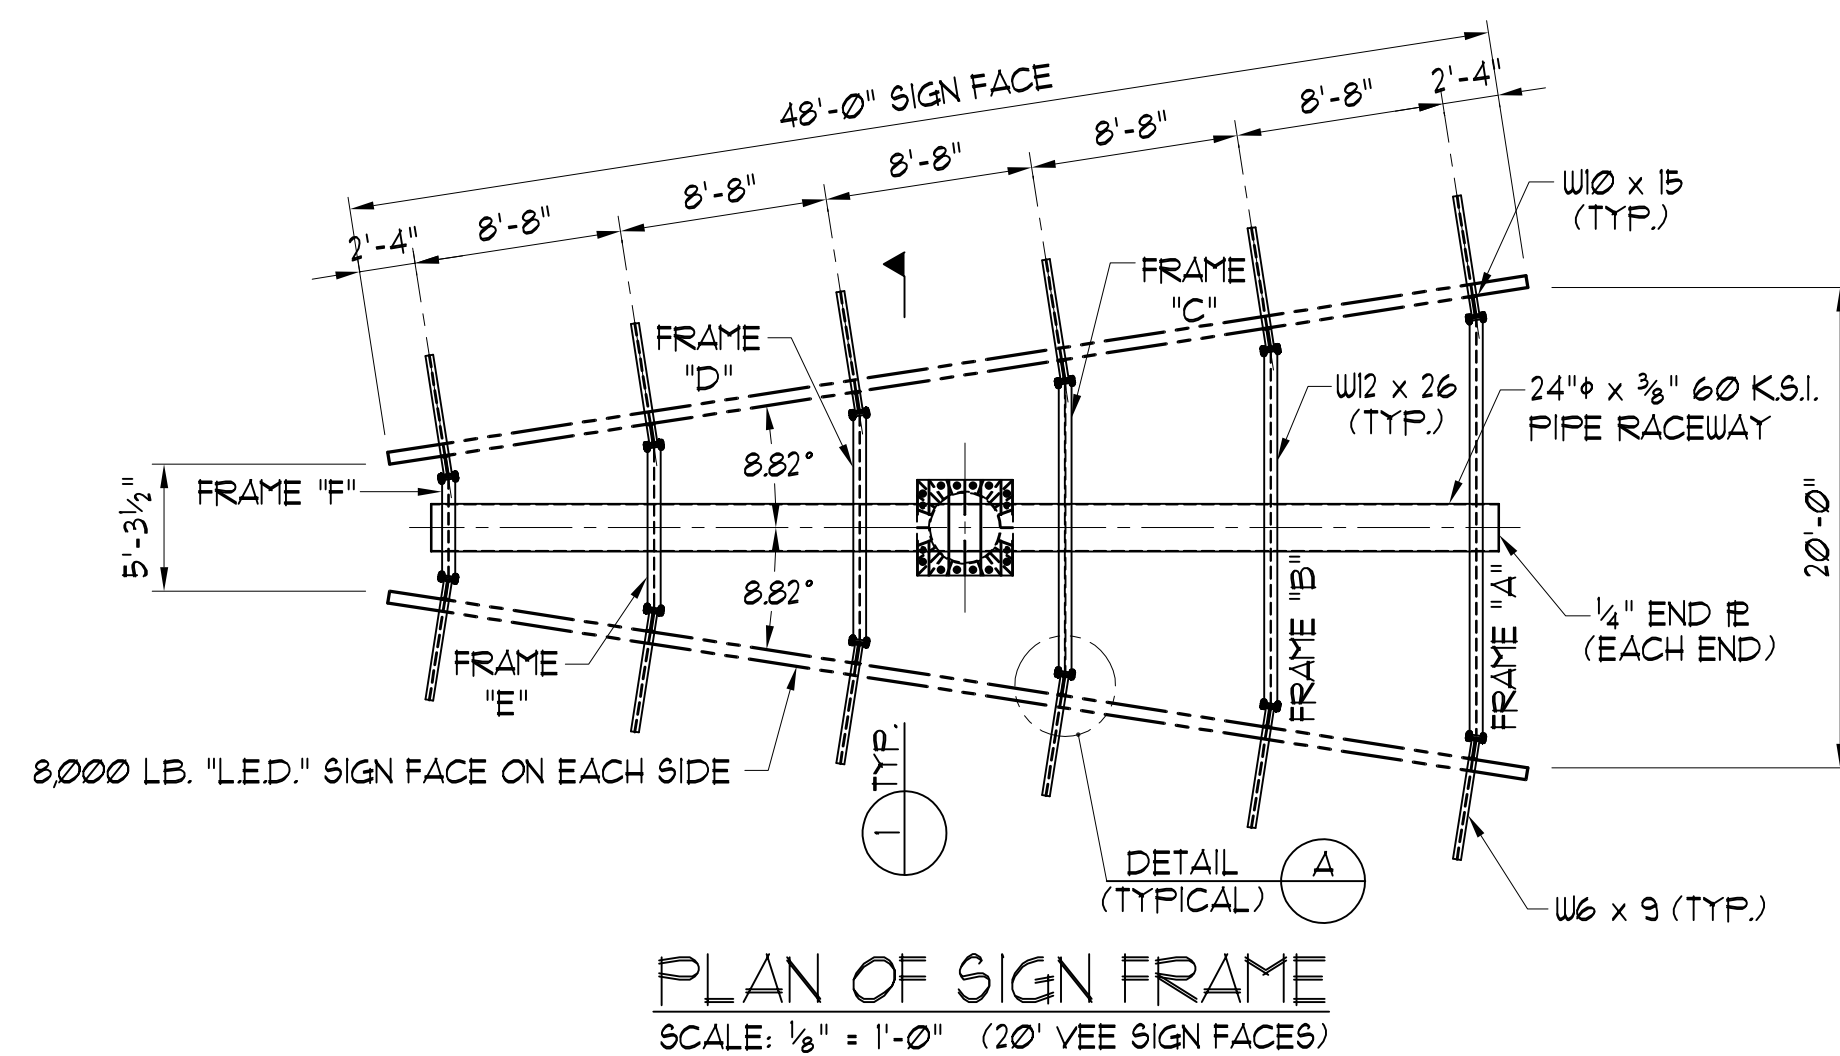 48'-0" SIGN FACE
2'-4"
8'-8"
8'-8"
8'-8"
8'-8"
8'-8"
2'-4"
W10 x 15
(TYP.)
FRAME
"C"
FRAME
"D"
W12 x 26
(TYP.)
24"ϕ x 3/8" 60 K.S.I.
PIPE RACEWAY
8.82°
8.82°
FRAME "F"
5'-3 1/2"
20'-0"
FRAME "B"
FRAME "A"
1/4" END PL
(EACH END)
FRAME
"E"
8,000 LB. "L.E.D." SIGN FACE ON EACH SIDE
TYP.
1
DETAIL
(TYPICAL)
A
W6 x 9 (TYP.)
PLAN OF SIGN FRAME
SCALE: 1/8" = 1'-0" (20' VEE SIGN FACES)